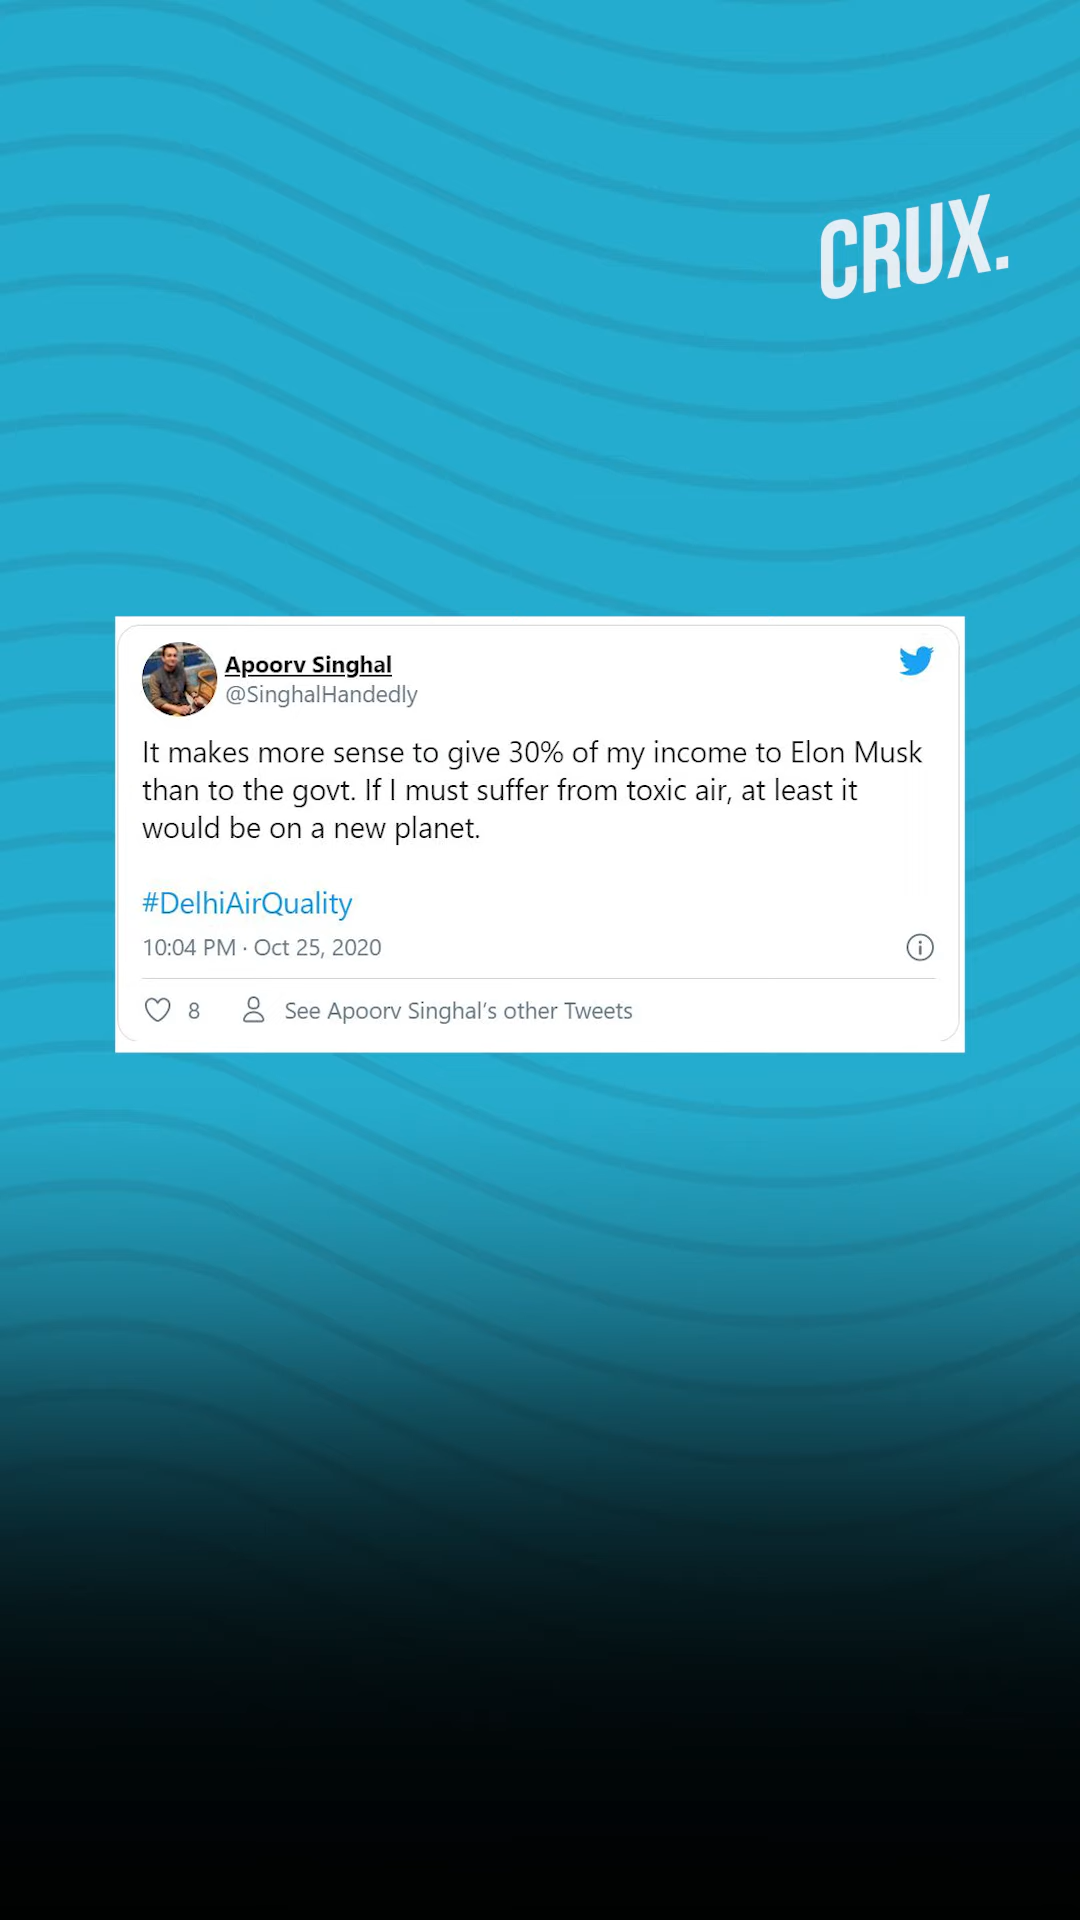 CRUX.
Apoorv Singhal
@SinghalHandedly
It makes more sense to give 30% of my income to Elon Musk
than to the govt. If I must suffer from toxic air, at least it
would be on a new planet.
#DelhiAirQuality
10:04 PM · Oct 25, 2020
8 See Apoorv Singhal's other Tweets